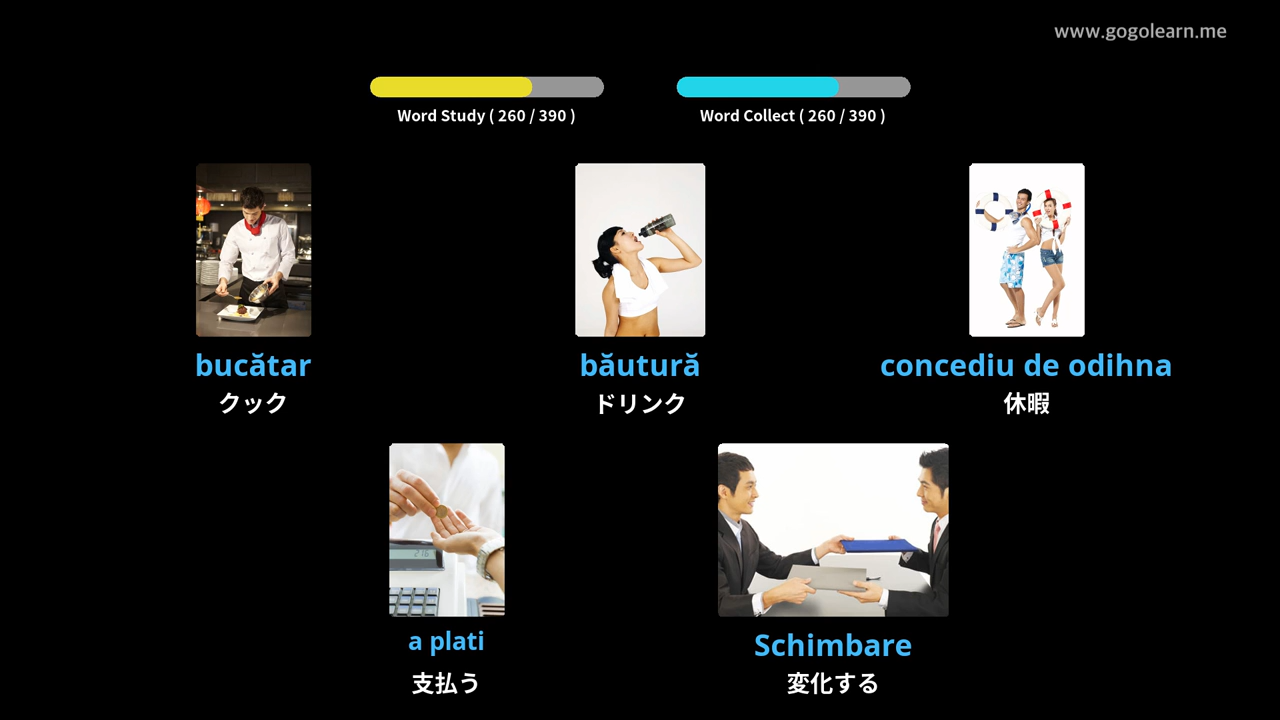 www.gogolearn.me
Word Study ( 260 / 390 )
Word Collect ( 260 / 390 )
bucătar
クック
băutură
ドリンク
concediu de odihna
休暇
a plati
支払う
Schimbare
変化する